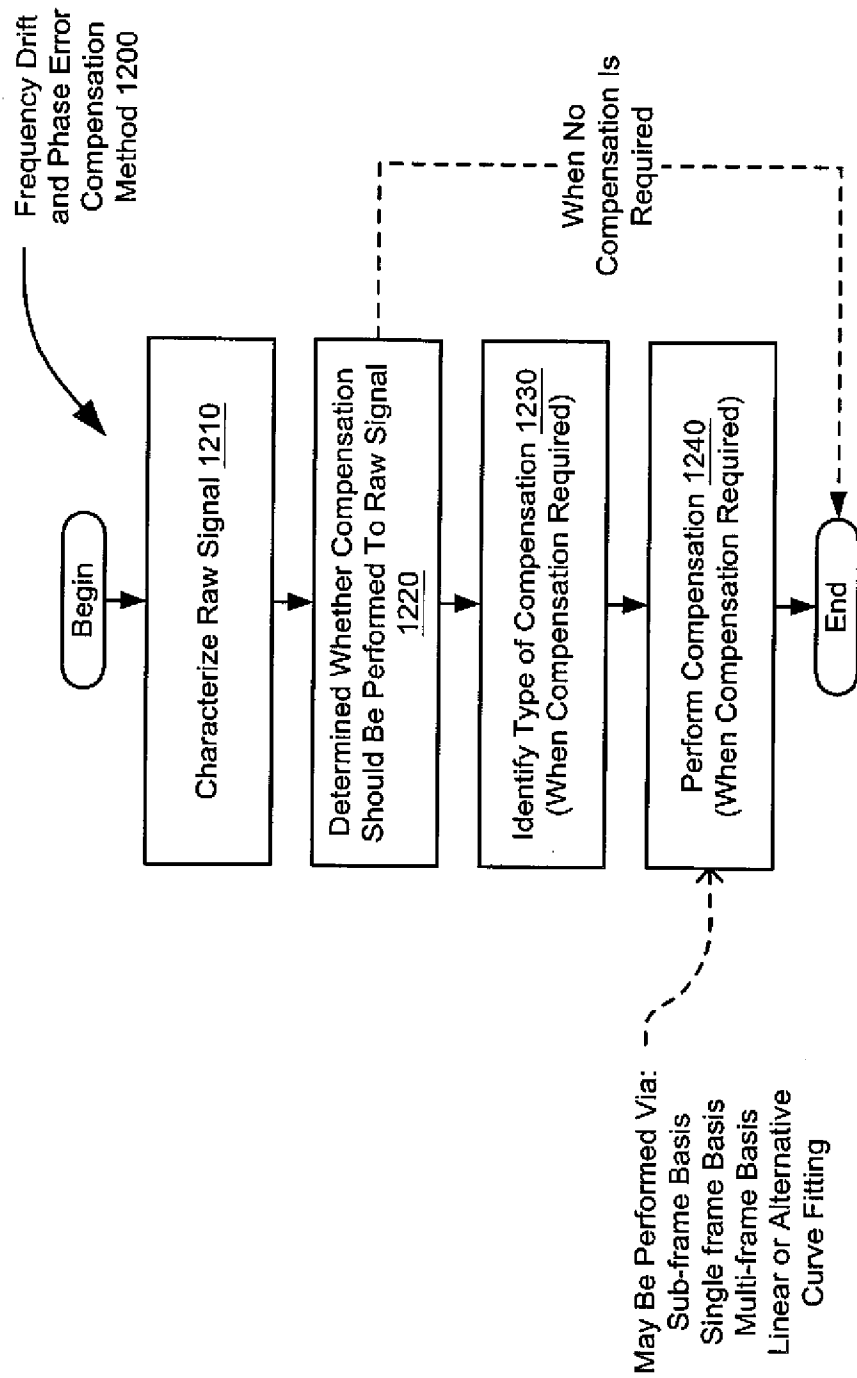 Frequency Drift
and Phase Error
Compensation
Method 1200
Begin
Characterize Raw Signal 1210
Determined Whether Compensation
Should Be Performed To Raw Signal
1220
When No
Compensation Is
Required
Identify Type of Compensation 1230
(When Compensation Required)
Perform Compensation 1240
(When Compensation Required)
End
May Be Performed Via:
Sub-frame Basis
Single frame Basis
Multi-frame Basis
Linear or Alternative
Curve Fitting